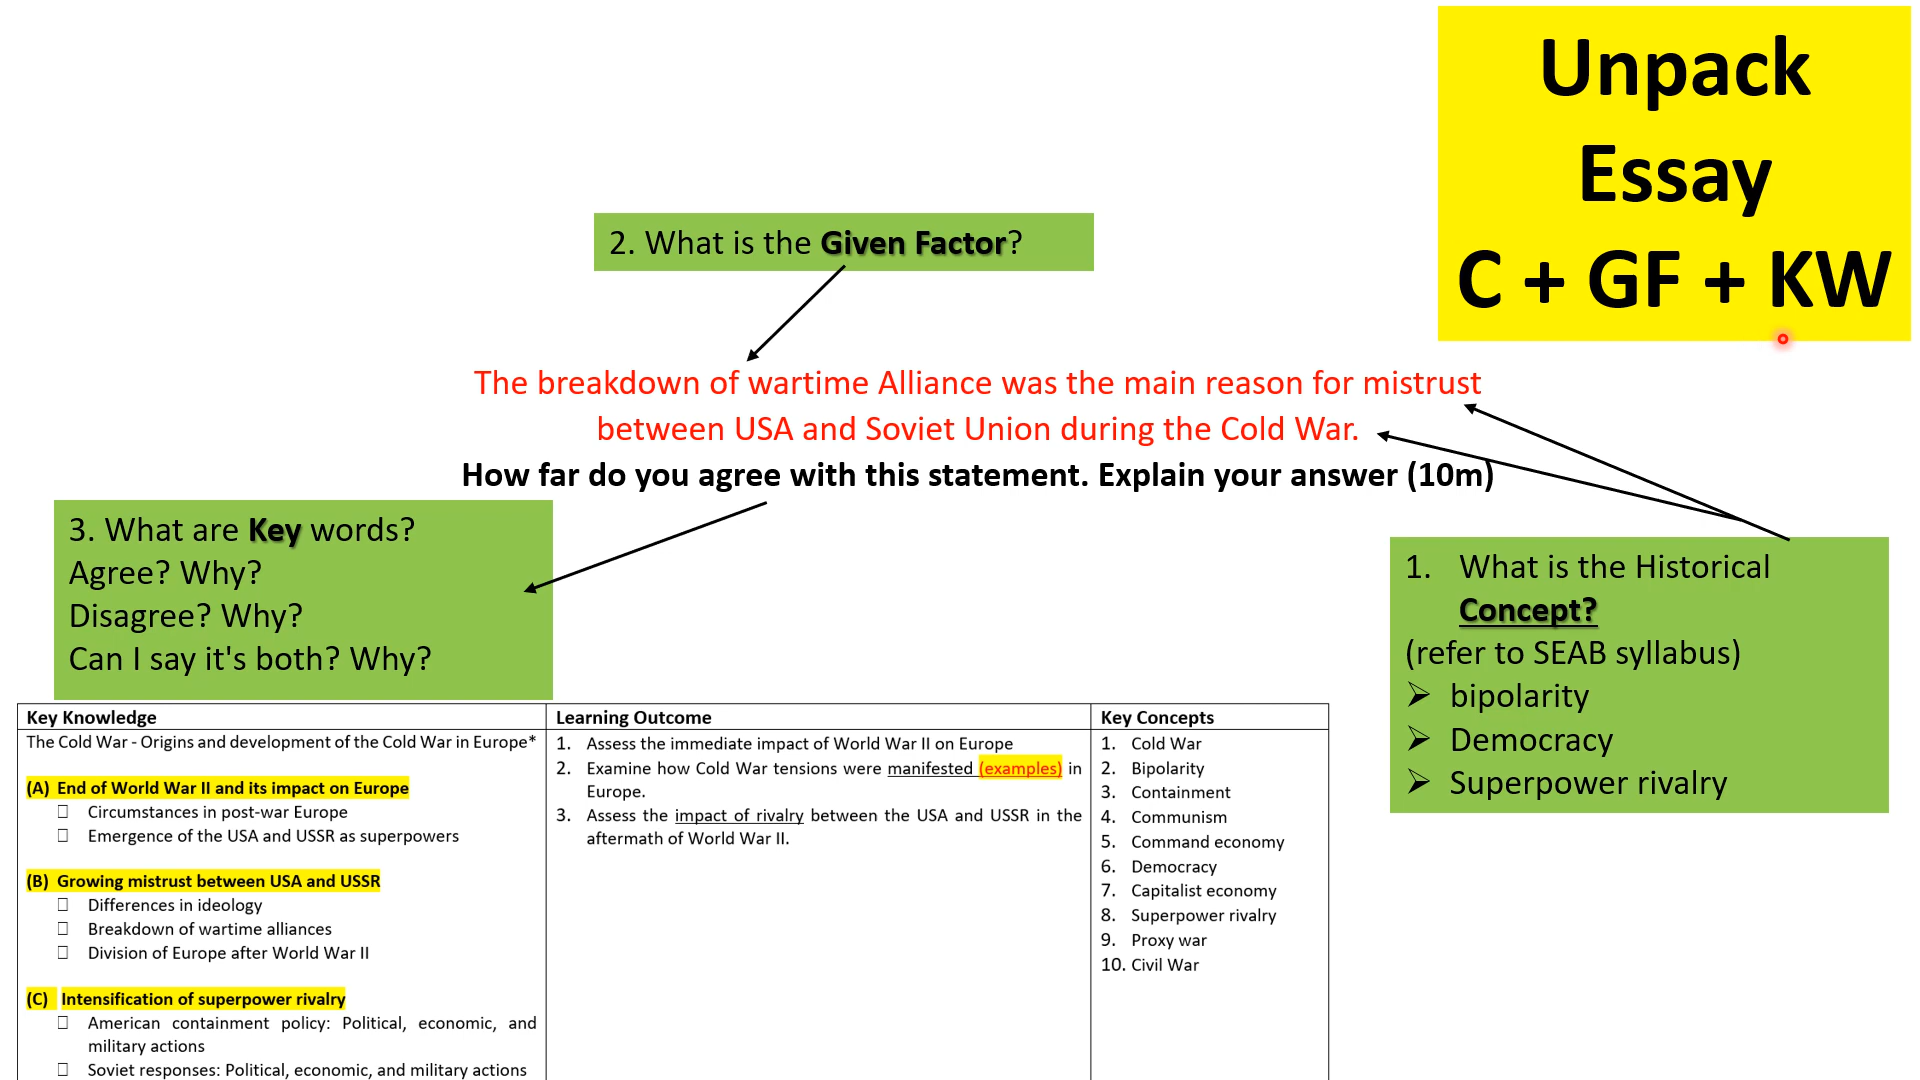 Unpack
Essay
C + GF + KW
2. What is the Given Factor?
The breakdown of wartime Alliance was the main reason for mistrust
between USA and Soviet Union during the Cold War.
How far do you agree with this statement. Explain your answer (10m)
3. What are Key words?
Agree? Why?
Disagree? Why?
Can I say it's both? Why?
1. What is the Historical
Concept?
(refer to SEAB syllabus)
➢ bipolarity
➢ Democracy
➢ Superpower rivalry
Key Knowledge
The Cold War - Origins and development of the Cold War in Europe*
(A) End of World War II and its impact on Europe
Circumstances in post-war Europe
Emergence of the USA and USSR as superpowers
(B) Growing mistrust between USA and USSR
Differences in ideology
Breakdown of wartime alliances
Division of Europe after World War II
(C) Intensification of superpower rivalry
American containment policy: Political, economic, and
military actions
Soviet responses: Political, economic, and military actions
Learning Outcome
1. Assess the immediate impact of World War II on Europe
2. Examine how Cold War tensions were manifested (examples) in
Europe.
3. Assess the impact of rivalry between the USA and USSR in the
aftermath of World War II.
Key Concepts
1. Cold War
2. Bipolarity
3. Containment
4. Communism
5. Command economy
6. Democracy
7. Capitalist economy
8. Superpower rivalry
9. Proxy war
10. Civil War